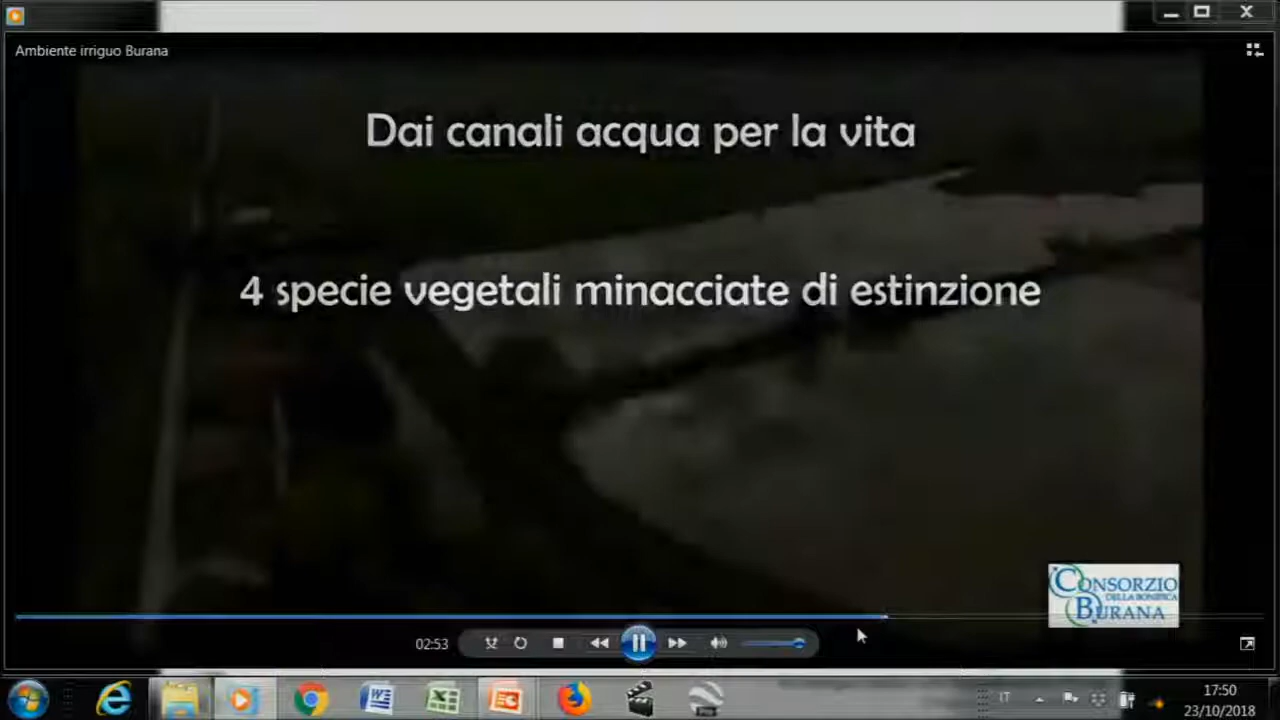 Ambiente irriguo Burana
Dai canali acqua per la vita
4 specie vegetali minacciate di estinzione
CONSORZIO
DELLA BONIFICA
BURANA
02:53
IT
17:50
23/10/2018